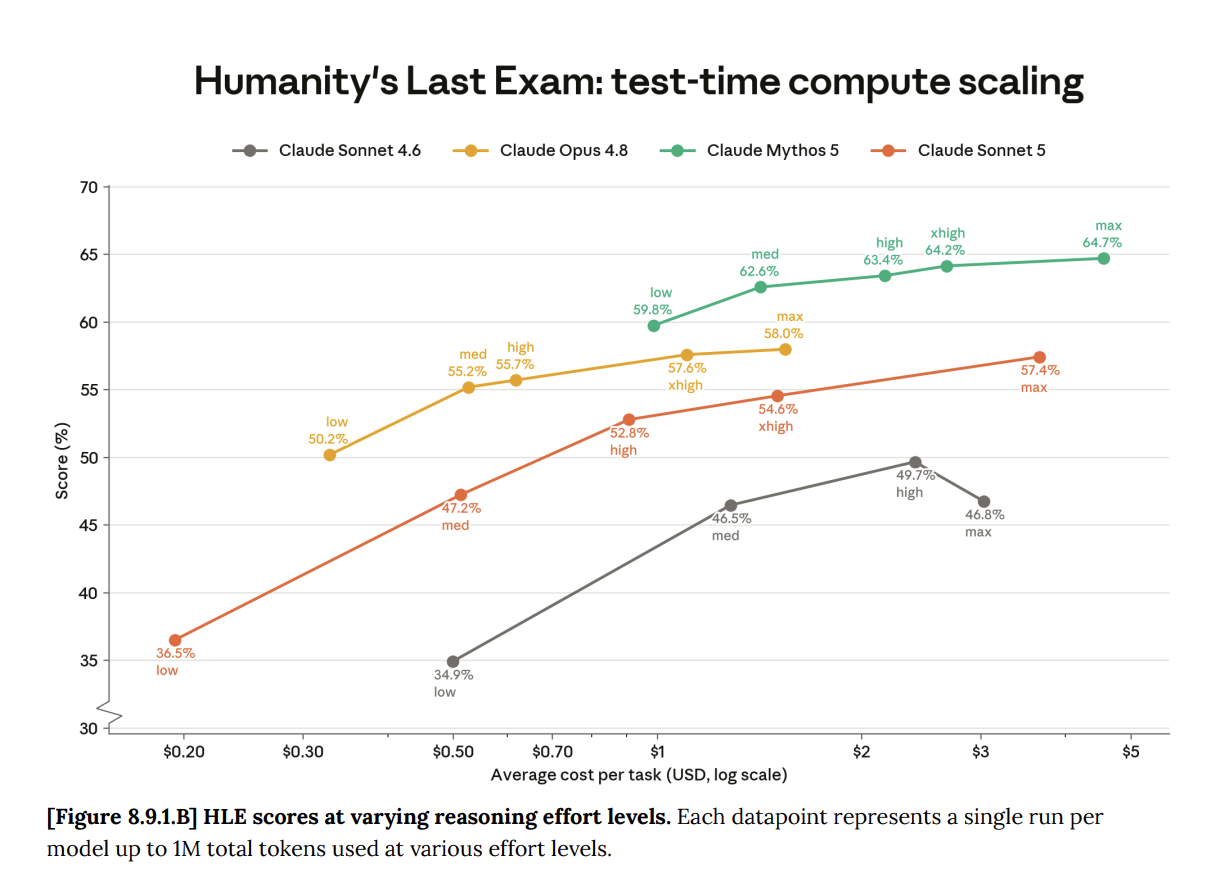 Humanity's Last Exam: test-time compute scaling
Claude Sonnet 4.6 Claude Opus 4.8 Claude Mythos 5 Claude Sonnet 5
70
65
60
55
50
45
40
35
30
Score (%)
low
59.8%
med
62.6%
high
63.4%
xhigh
64.2%
max
64.7%
low
50.2%
med
55.2%
high
55.7%
57.6%
xhigh
max
58.0%
36.5%
low
47.2%
med
52.8%
high
54.6%
xhigh
57.4%
max
34.9%
low
46.5%
med
49.7%
high
46.8%
max
$0.20 $0.30 $0.50 $0.70 $1 $2 $3 $5
Average cost per task (USD, log scale)
[Figure 8.9.1.B] HLE scores at varying reasoning effort levels. Each datapoint represents a single run per
model up to 1M total tokens used at various effort levels.